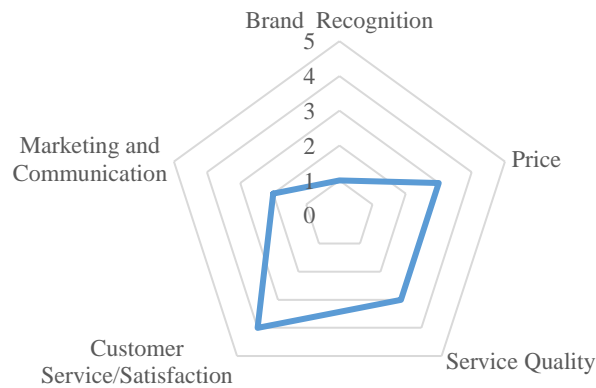 Brand  Recognition
5
4
3
2
1
0
Price
Service Quality
Customer
Service/Satisfaction
Marketing and
Communication